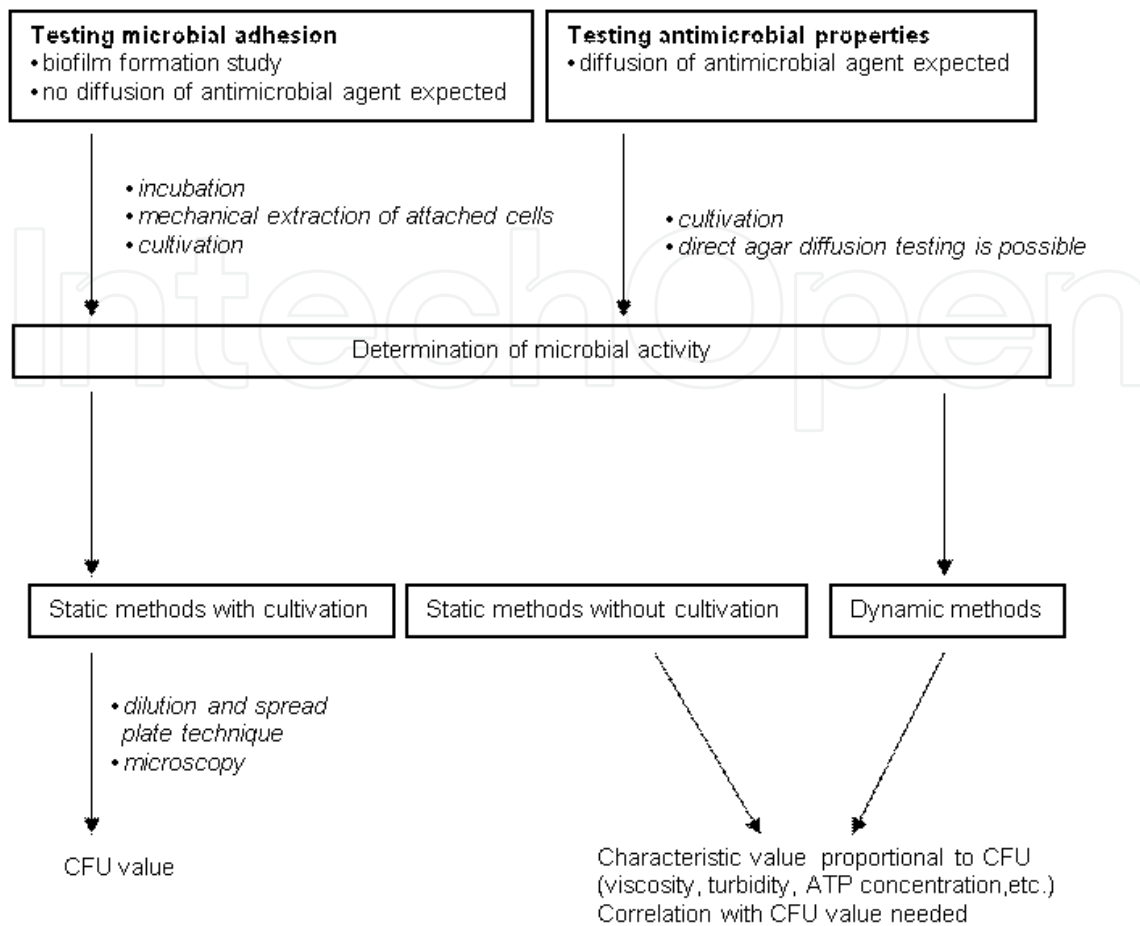 Testing microbial adhesion
• biofilm formation study
• no diffusion of antimicrobial agent expected
Testing antimicrobial properties
• diffusion of antimicrobial agent expected
• incubation
• mechanical extraction of attached cells
• cultivation
• cultivation
• direct agar diffusion testing is possible
IntechOpen
Determination of microbial activity
Static methods with cultivation
Static methods without cultivation
Dynamic methods
• dilution and spread
plate technique
• microscopy
CFU value
Characteristic value proportional to CFU
(viscosity, turbidity, ATP concentration,etc.)
Correlation with CFU value needed